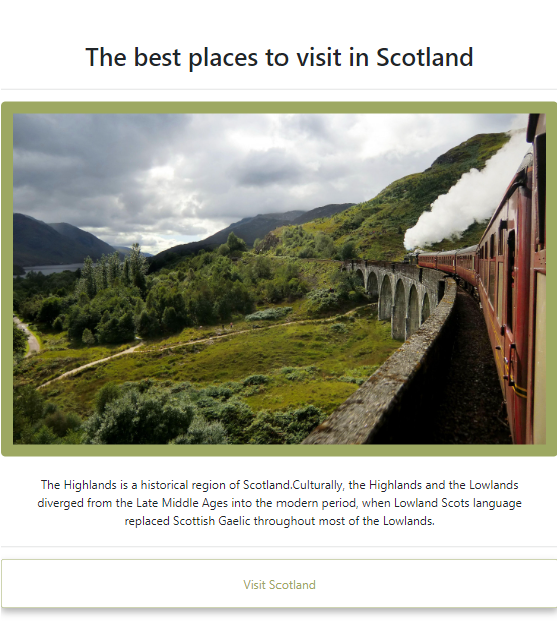 The best places to visit in Scotland
The Highlands is a historical region of Scotland.Culturally, the Highlands and the Lowlands
diverged from the Late Middle Ages into the modern period, when Lowland Scots language
replaced Scottish Gaelic throughout most of the Lowlands.
Visit Scotland